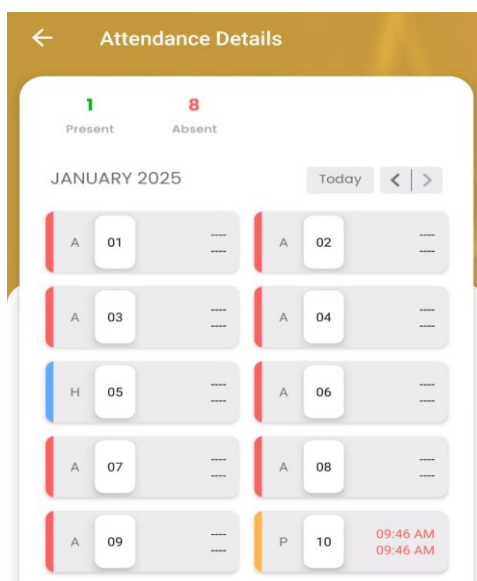 Attendance Details
1 8
Present Absent
JANUARY 2025 Today < | >
A 01 ---- A 02 ----
---- ----
A 03 ---- A 04 ----
---- ----
H 05 ---- A 06 ----
---- ----
A 07 ---- A 08 ----
---- ----
A 09 ---- P 10 09:46 AM
---- 09:46 AM